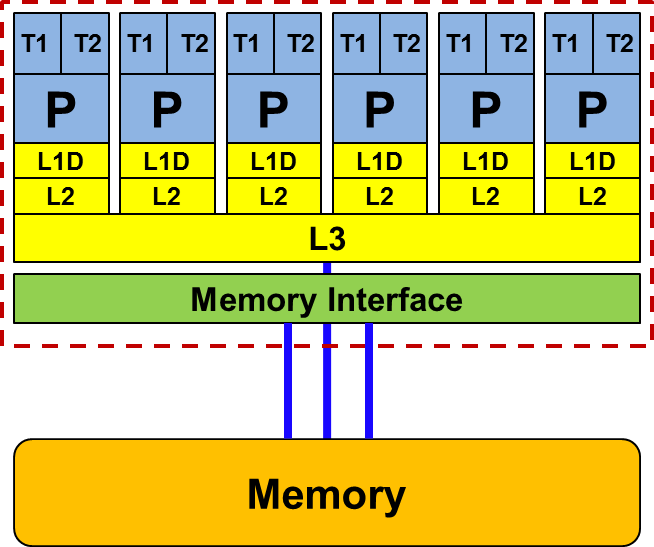 T1 T2 T1 T2 T1 T2 T1 T2 T1 T2 T1 T2
P P P P P P
L1D L1D L1D L1D L1D L1D
L2 L2 L2 L2 L2 L2
L3
Memory Interface
Memory